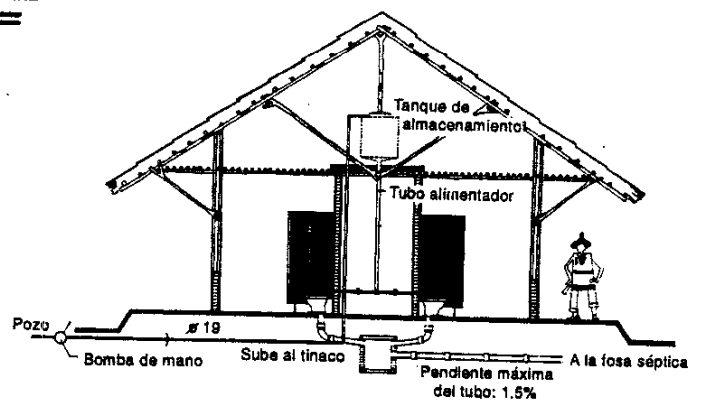 Tanque de
almacenamiento
Tubo alimentador
Pozo
ø 19
Bomba de mano
Sube al tinaco
A la fosa séptica
Pendiente máxima
del tubo: 1.5%